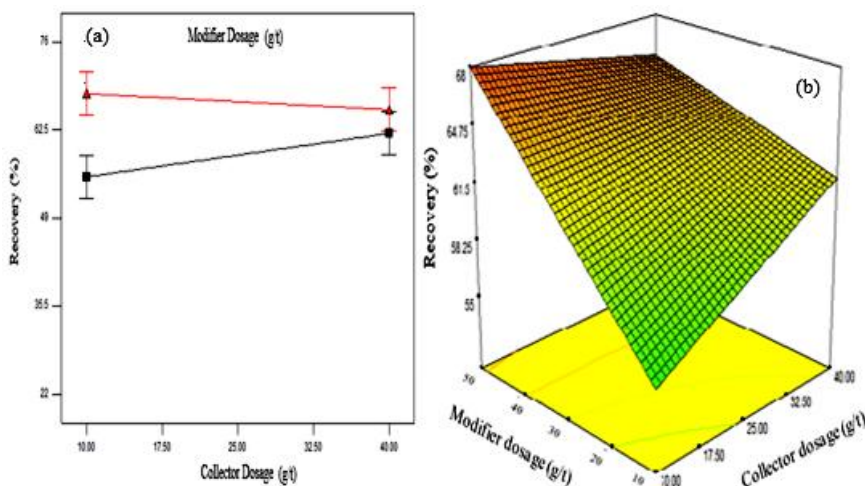 (a)
Modifier Dosage (g/t)
76
62.5
49
35.5
22
Recovery (%)
10.00 17.50 25.00 32.50 40.00
Collector Dosage (g/t)
(b)
68
64.75
61.5
58.25
55
Recovery (%)
50
40
30
20
10
Modifier dosage (g/t)
40.00
32.50
25.00
17.50
10.00
Collector dosage (g/t)